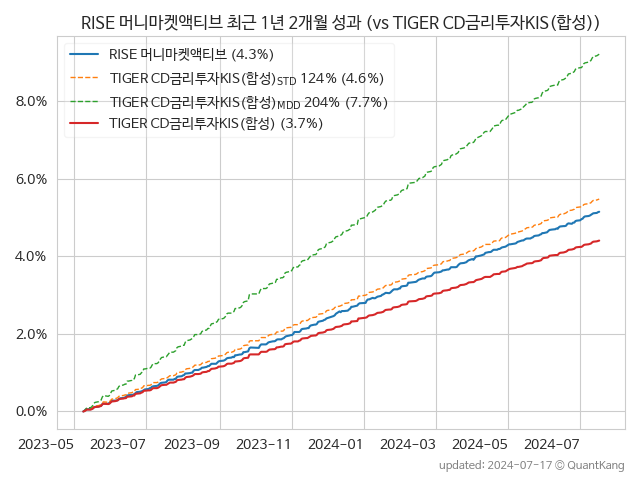 RISE 머니마켓액티브 최근 1년 2개월 성과 (vs TIGER CD금리투자KIS(합성))
RISE 머니마켓액티브 (4.3%)
TIGER CD금리투자KIS(합성)STD 124% (4.6%)
TIGER CD금리투자KIS(합성)MDD 204% (7.7%)
TIGER CD금리투자KIS(합성) (3.7%)
8.0%
6.0%
4.0%
2.0%
0.0%
2023-05 2023-07 2023-09 2023-11 2024-01 2024-03 2024-05 2024-07
updated: 2024-07-17 © QuantKang